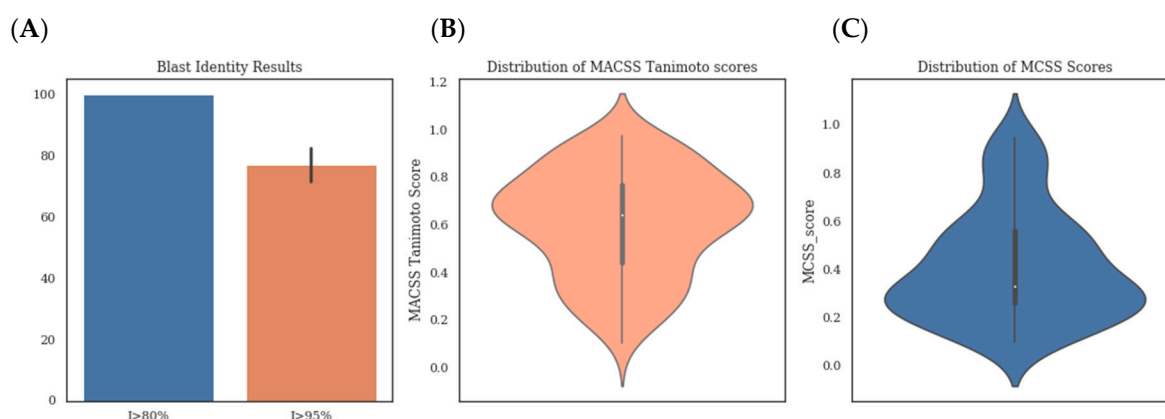 (A)
(B)
(C)
Blast Identity Results
100
80
60
40
20
0
I>80%
I>95%
Distribution of MACSS Tanimoto scores
MACSS Tanimoto Score
1.2
1.0
0.8
0.6
0.4
0.2
0.0
Distribution of MCSS Scores
MCSS_score
1.0
0.8
0.6
0.4
0.2
0.0